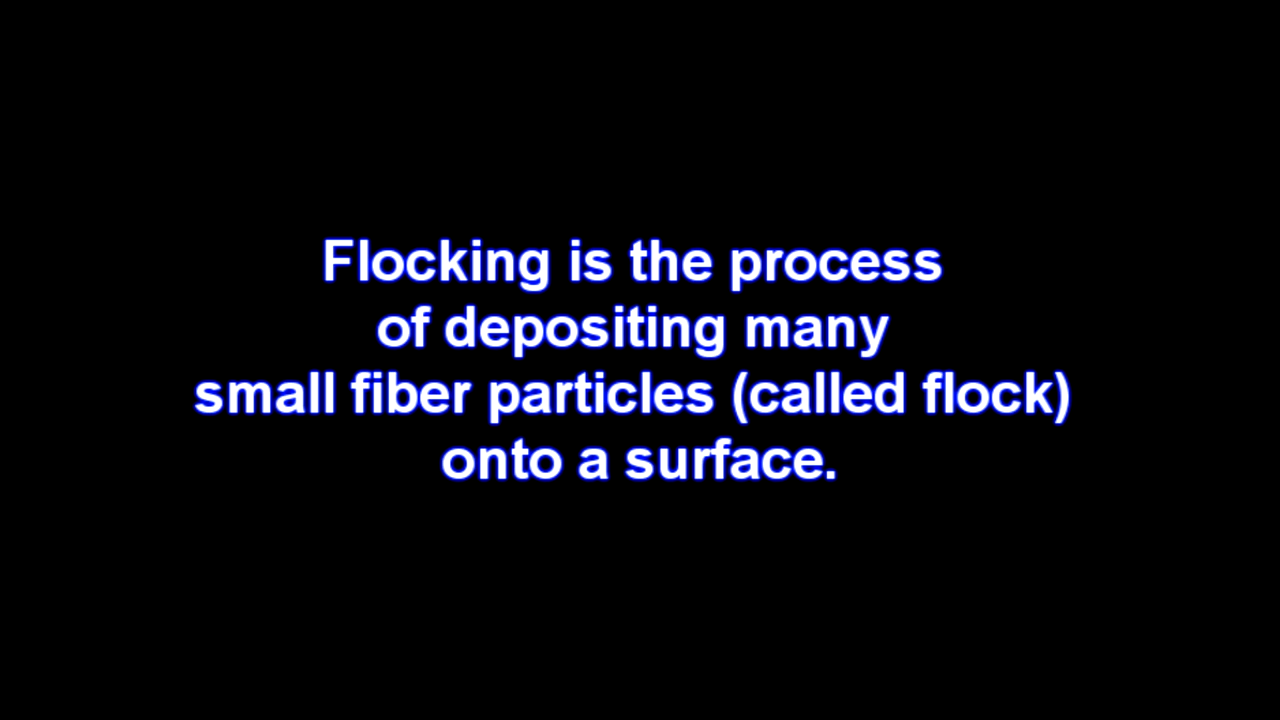 Flocking is the process
of depositing many
small fiber particles (called flock)
onto a surface.